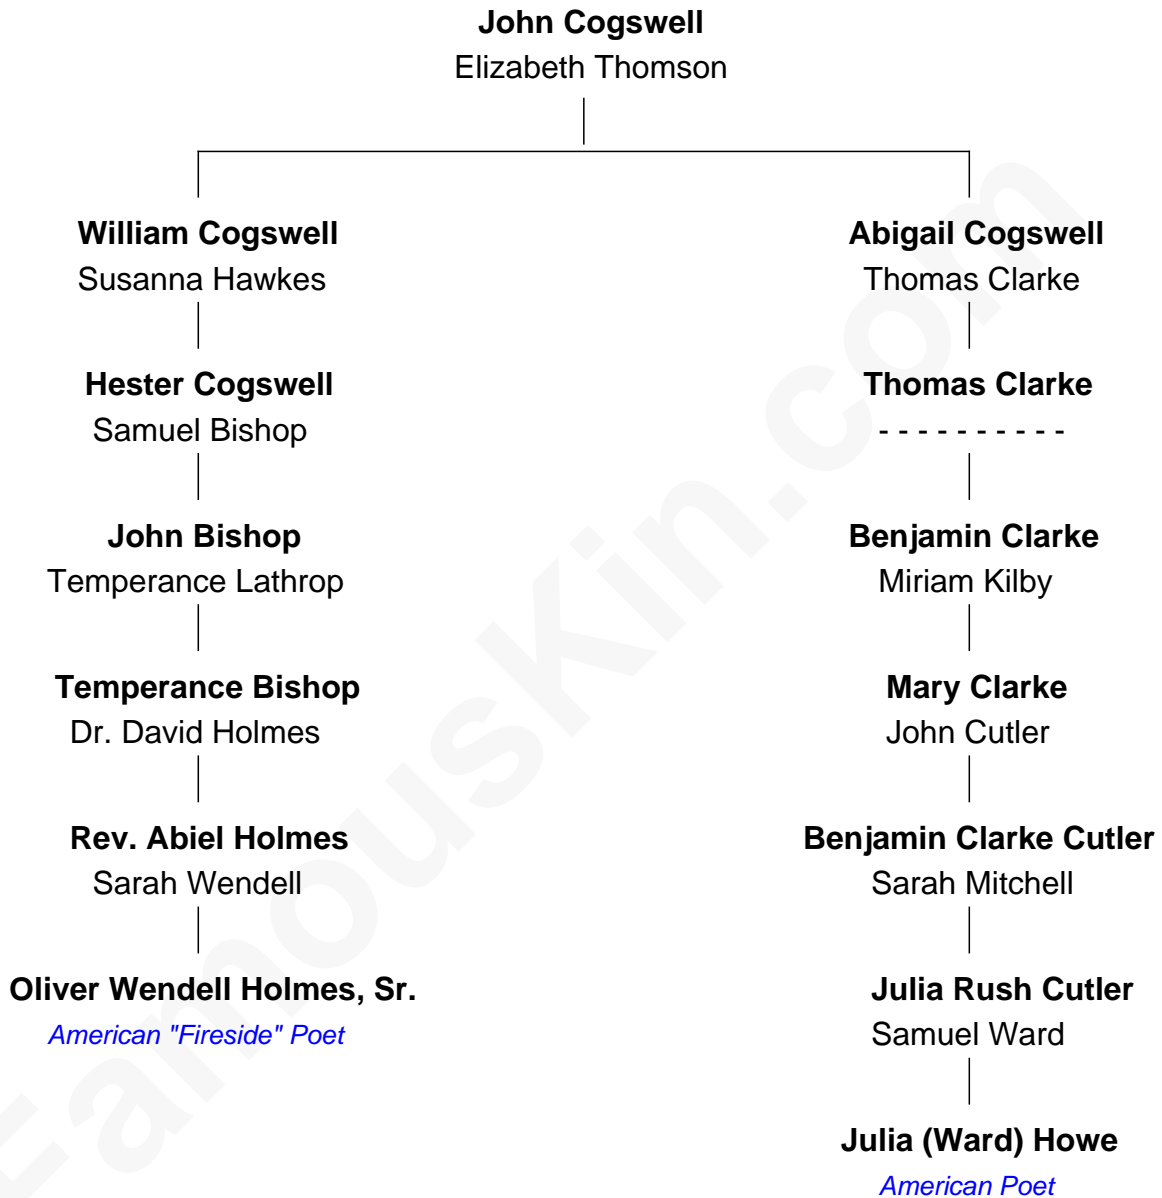 John Cogswell
Elizabeth Thomson
William Cogswell
Susanna Hawkes
Abigail Cogswell
Thomas Clarke
Hester Cogswell
Samuel Bishop
Thomas Clarke
- - - - - - - - - -
John Bishop
Temperance Lathrop
Benjamin Clarke
Miriam Kilby
Temperance Bishop
Dr. David Holmes
Mary Clarke
John Cutler
Rev. Abiel Holmes
Sarah Wendell
Benjamin Clarke Cutler
Sarah Mitchell
Oliver Wendell Holmes, Sr.
American "Fireside" Poet
Julia Rush Cutler
Samuel Ward
Julia (Ward) Howe
American Poet
FamousKin.com